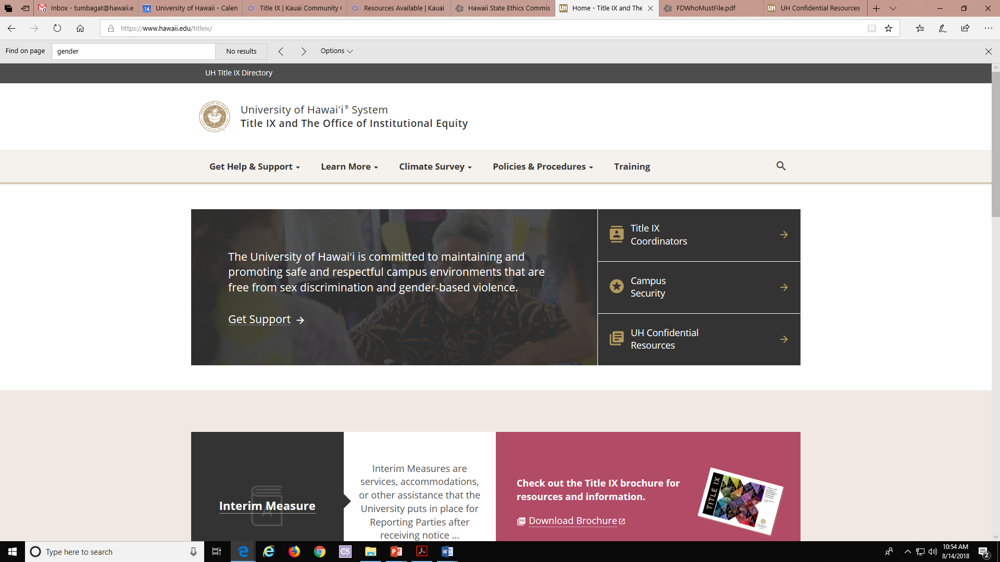 Inbox - tumbagat@hawaii.e
University of Hawaii - Calen
Title IX | Kauai Community
Resources Available | Kauai
Hawaii State Ethics Commis
Home - Title IX and The
FDWhoMustFile.pdf
UH Confidential Resources
https://www.hawaii.edu/titleix/
Find on page
gender
No results
Options
UH Title IX Directory
University of Hawaiʻi® System
Title IX and The Office of Institutional Equity
Get Help & Support
Learn More
Climate Survey
Policies & Procedures
Training
The University of Hawaiʻi is committed to maintaining and
promoting safe and respectful campus environments that are
free from sex discrimination and gender-based violence.
Get Support
Title IX
Coordinators
Campus
Security
UH Confidential
Resources
Interim Measure
Interim Measures are
services, accommodations,
or other assistance that the
University puts in place for
Reporting Parties after
receiving notice ...
Check out the Title IX brochure for
resources and information.
Download Brochure
TITLE IX
Type here to search
10:54 AM
8/14/2018
2